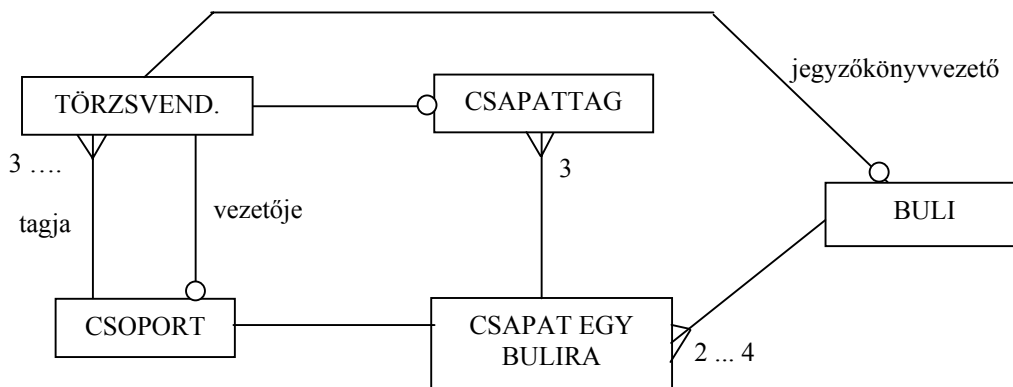 jegyzőkönyvvezető
TÖRZSVEND.
CSAPATTAG
3 ….
3
tagja
vezetője
BULI
CSOPORT
CSAPAT EGY
BULIRA
2 ... 4